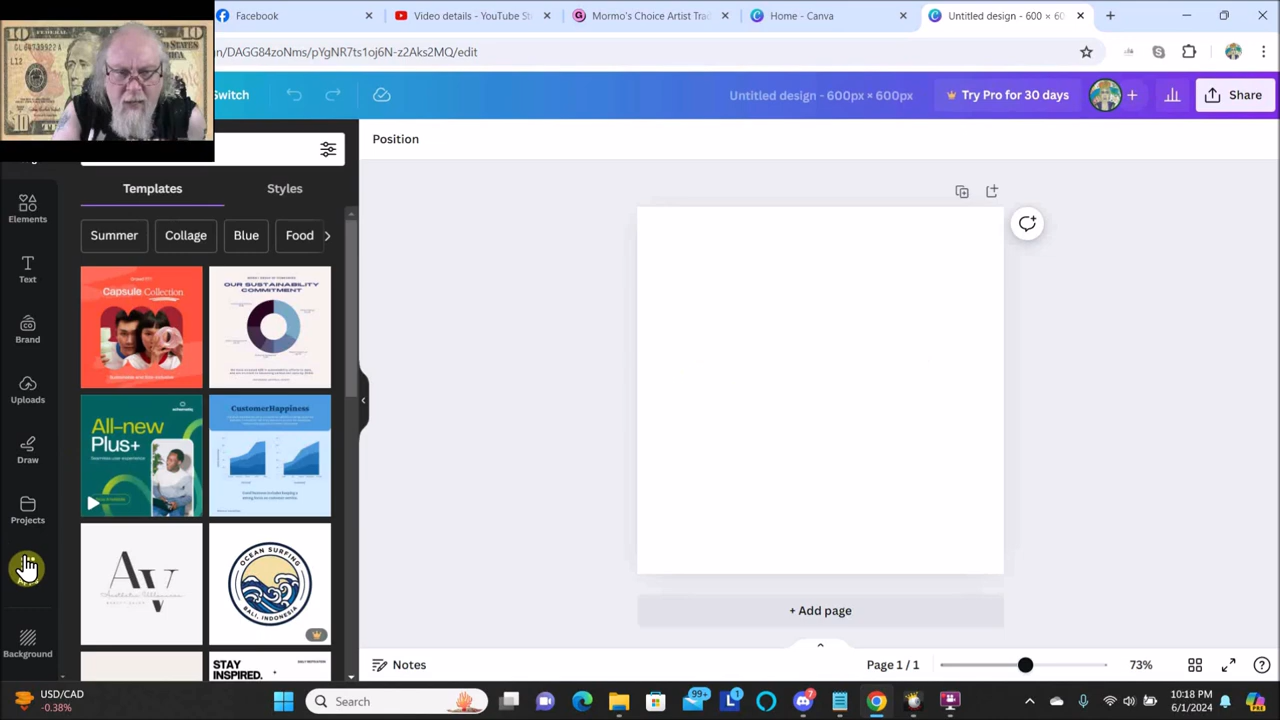 Facebook
Video details - YouTube St
Mormo's Choice Artist Tr
Home - Canva
Untitled design - 600 × 60
n/DAGG84zoNms/pYgNR7ts1oj6N-z2Aks2MQ/edit
Switch
Untitled design - 600px × 600px
Try Pro for 30 days
Share
Position
Templates
Styles
Summer
Collage
Blue
Food
Elements
Text
Brand
Uploads
Draw
Projects
Background
Capsule Collection
OUR SUSTAINABILITY
COMMITMENT
All-new
Plus+
CustomerHappiness
Av
OCEAN SURFING
BALI, INDONESIA
STAY
INSPIRED.
+ Add page
Notes
Page 1 / 1
73%
USD/CAD
-0.38%
Search
99+
1
10:18 PM
6/1/2024